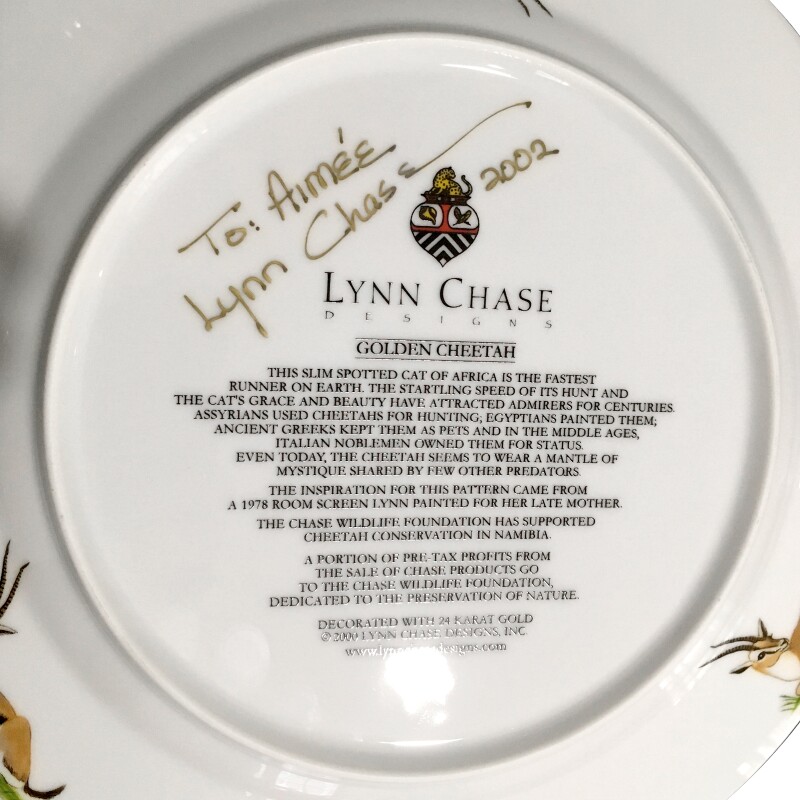 To: Aimée
Lynn Chase 2002
LYNN CHASE
DESIGNS
GOLDEN CHEETAH
THIS SLIM SPOTTED CAT OF AFRICA IS THE FASTEST
RUNNER ON EARTH. THE STARTLING SPEED OF ITS HUNT AND
THE CAT'S GRACE AND BEAUTY HAVE ATTRACTED ADMIRERS FOR CENTURIES.
ASSYRIANS USED CHEETAHS FOR HUNTING; EGYPTIANS PAINTED THEM;
ANCIENT GREEKS KEPT THEM AS PETS AND IN THE MIDDLE AGES,
ITALIAN NOBLEMEN OWNED THEM FOR STATUS.
EVEN TODAY, THE CHEETAH SEEMS TO WEAR A MANTLE OF
MYSTIQUE SHARED BY FEW OTHER PREDATORS.
THE INSPIRATION FOR THIS PATTERN CAME FROM
A 1978 ROOM SCREEN LYNN PAINTED FOR HER LATE MOTHER.
THE CHASE WILDLIFE FOUNDATION HAS SUPPORTED
CHEETAH CONSERVATION IN NAMIBIA.
A PORTION OF PRE-TAX PROFITS FROM
THE SALE OF CHASE PRODUCTS GO
TO THE CHASE WILDLIFE FOUNDATION,
DEDICATED TO THE PRESERVATION OF NATURE.
DECORATED WITH 24 KARAT GOLD
© 2000 LYNN CHASE DESIGNS, INC.
www.lynnchasedesigns.com